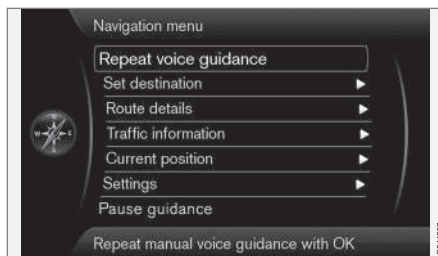 Navigation menu
Repeat voice guidance
Set destination
Route details
Traffic information
Current position
Settings
Pause guidance
Repeat manual voice guidance with OK